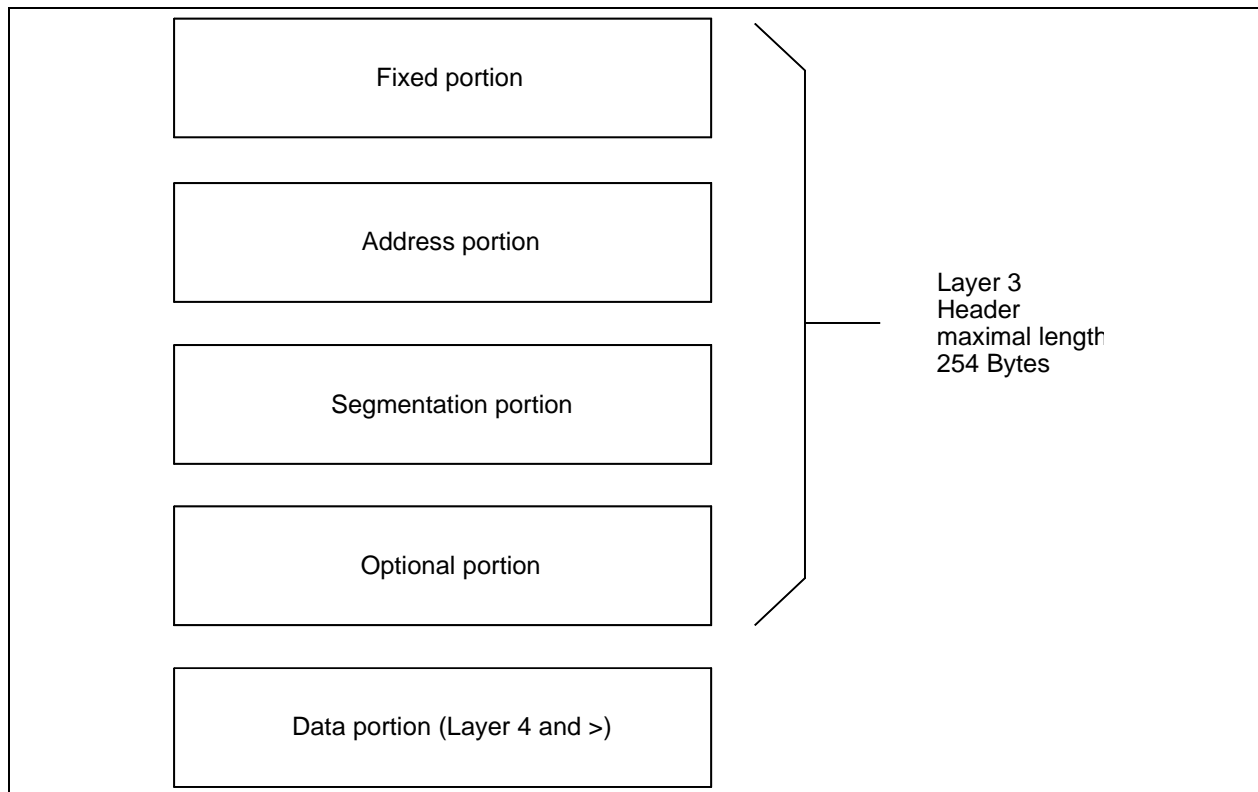 Fixed portion
Address portion
Segmentation portion
Optional portion
Data portion (Layer 4 and >)
Layer 3
Header
maximal length
254 Bytes